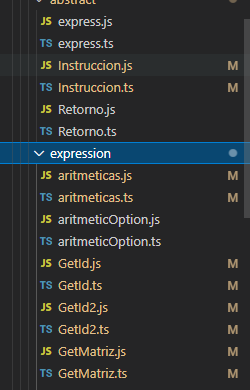 abstract
JS express.js
TS express.ts
JS Instruccion.js M
TS Instruccion.ts M
JS Retorno.js
TS Retorno.ts
expression
JS aritmeticas.js M
TS aritmeticas.ts M
JS aritmeticOption.js
TS aritmeticOption.ts
JS GetId.js M
TS GetId.ts M
JS GetId2.js M
TS GetId2.ts M
JS GetMatriz.js M
TS GetMatriz.ts M